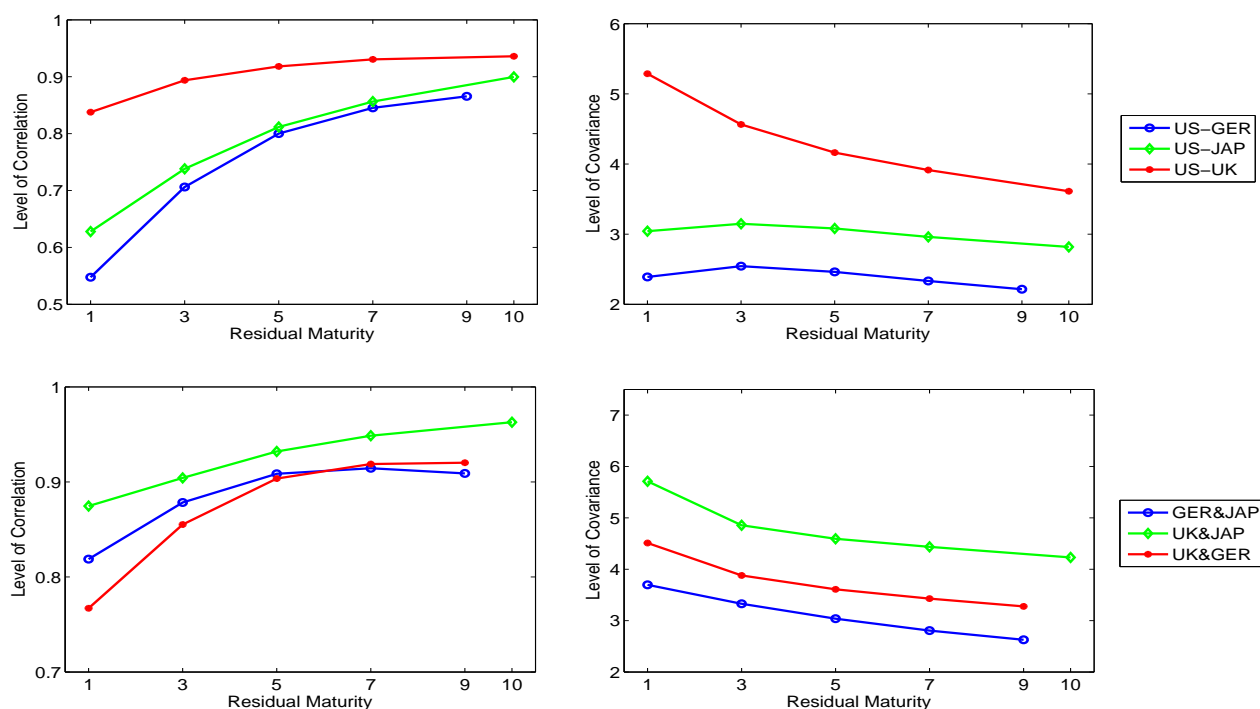 Level of Correlation
1
0.9
0.8
0.7
0.6
0.5
1 3 5 7 9 10
Residual Maturity
Level of Covariance
6
5
4
3
2
1 3 5 7 9 10
Residual Maturity
US−GER
US−JAP
US−UK
Level of Correlation
1
0.9
0.8
0.7
1 3 5 7 9 10
Residual Maturity
Level of Covariance
7
6
5
4
3
2
1 3 5 7 9 10
Residual Maturity
GER&JAP
UK&JAP
UK&GER